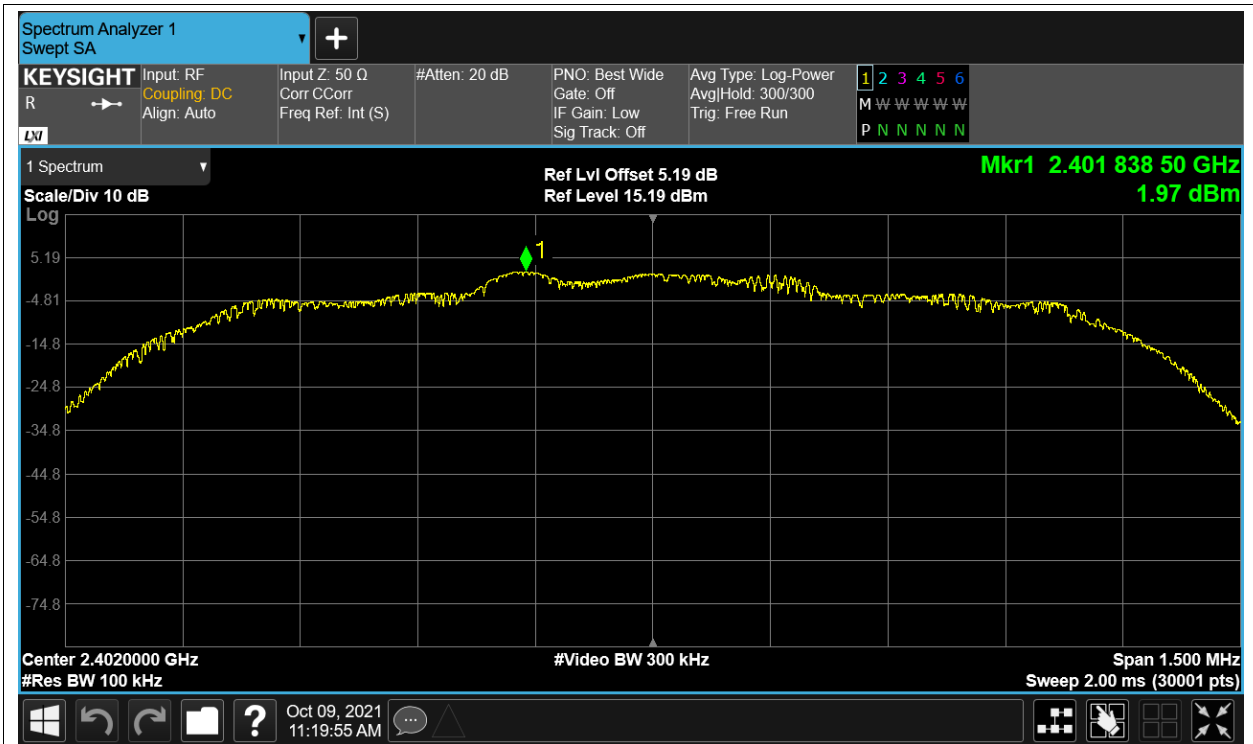 Spectrum Analyzer 1
Swept SA
KEYSIGHT
R
LXI
Input: RF
Coupling: DC
Align: Auto
Input Z: 50 Ω
Corr CCorr
Freq Ref: Int (S)
#Atten: 20 dB
PNO: Best Wide
Gate: Off
IF Gain: Low
Sig Track: Off
Avg Type: Log-Power
Avg|Hold: 300/300
Trig: Free Run
1 2 3 4 5 6
M W W W W W
P N N N N N
1 Spectrum
Scale/Div 10 dB
Log
Ref Lvl Offset 5.19 dB
Ref Level 15.19 dBm
Mkr1 2.401 838 50 GHz
1.97 dBm
1
5.19
-4.81
-14.8
-24.8
-34.8
-44.8
-54.8
-64.8
-74.8
Center 2.4020000 GHz
#Res BW 100 kHz
#Video BW 300 kHz
Span 1.500 MHz
Sweep 2.00 ms (30001 pts)
?
Oct 09, 2021
11:19:55 AM